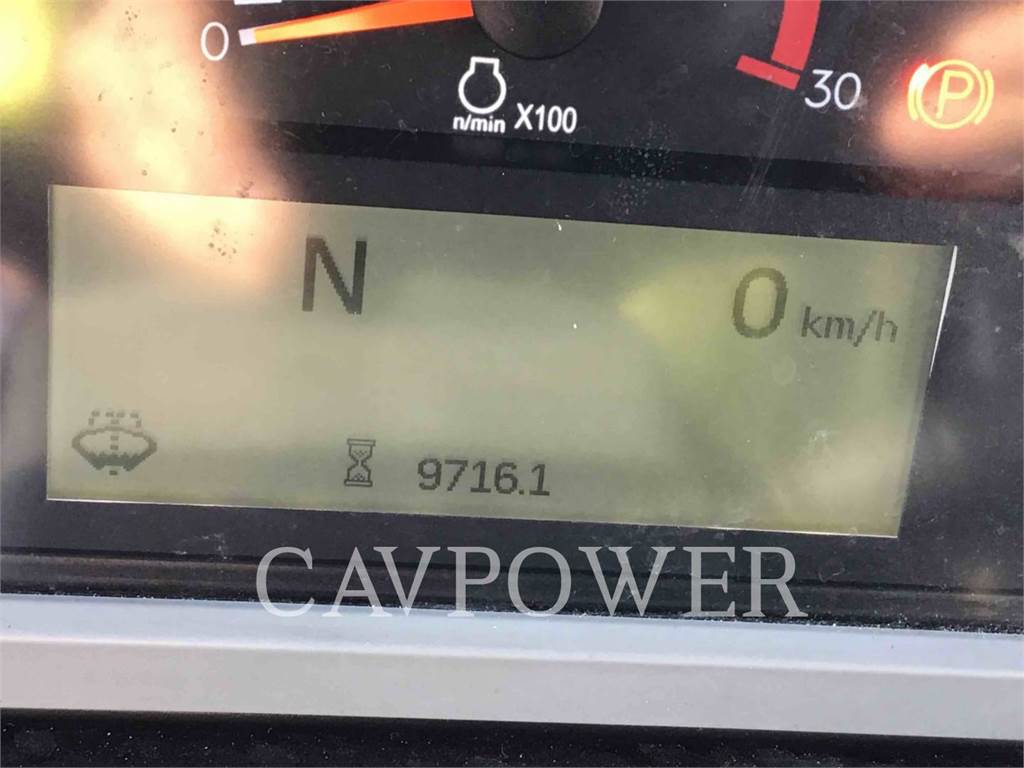 0
30
P
n/min X100
N
0 km/h
9716.1
CAVPOWER